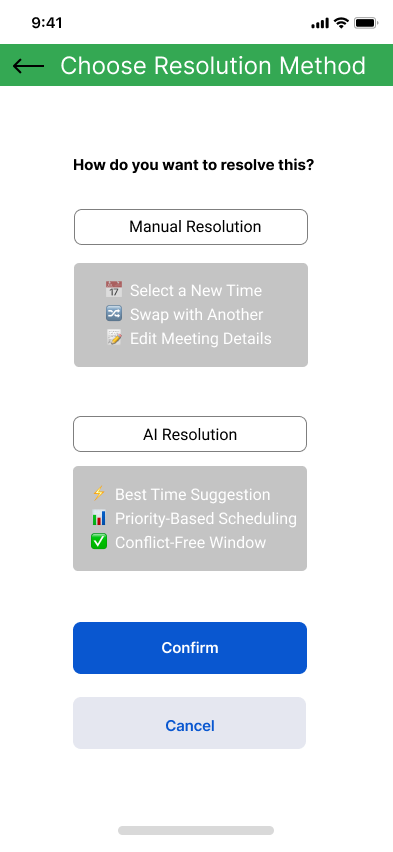 9:41
Choose Resolution Method
How do you want to resolve this?
Manual Resolution
Select a New Time
Swap with Another
Edit Meeting Details
AI Resolution
Best Time Suggestion
Priority-Based Scheduling
Conflict-Free Window
Confirm
Cancel